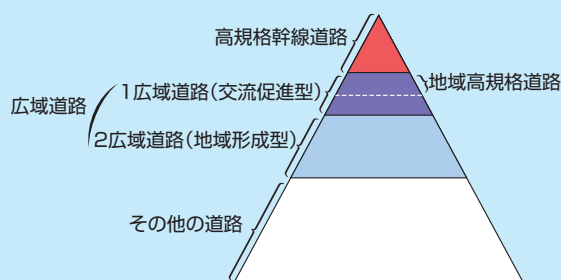 高規格幹線道路
1広域道路(交流促進型)
地域高規格道路
広域道路
2広域道路(地域形成型)
その他の道路